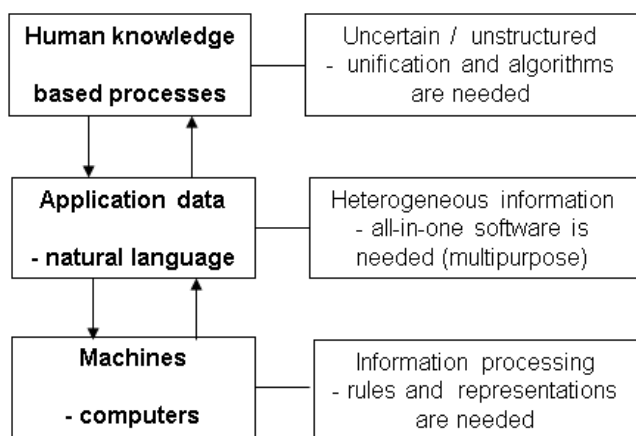 Human knowledge
based processes
Uncertain / unstructured
- unification and algorithms
are needed
Application data
- natural language
Heterogeneous information
- all-in-one software is
needed (multipurpose)
Machines
- computers
Information processing
- rules and representations
are needed